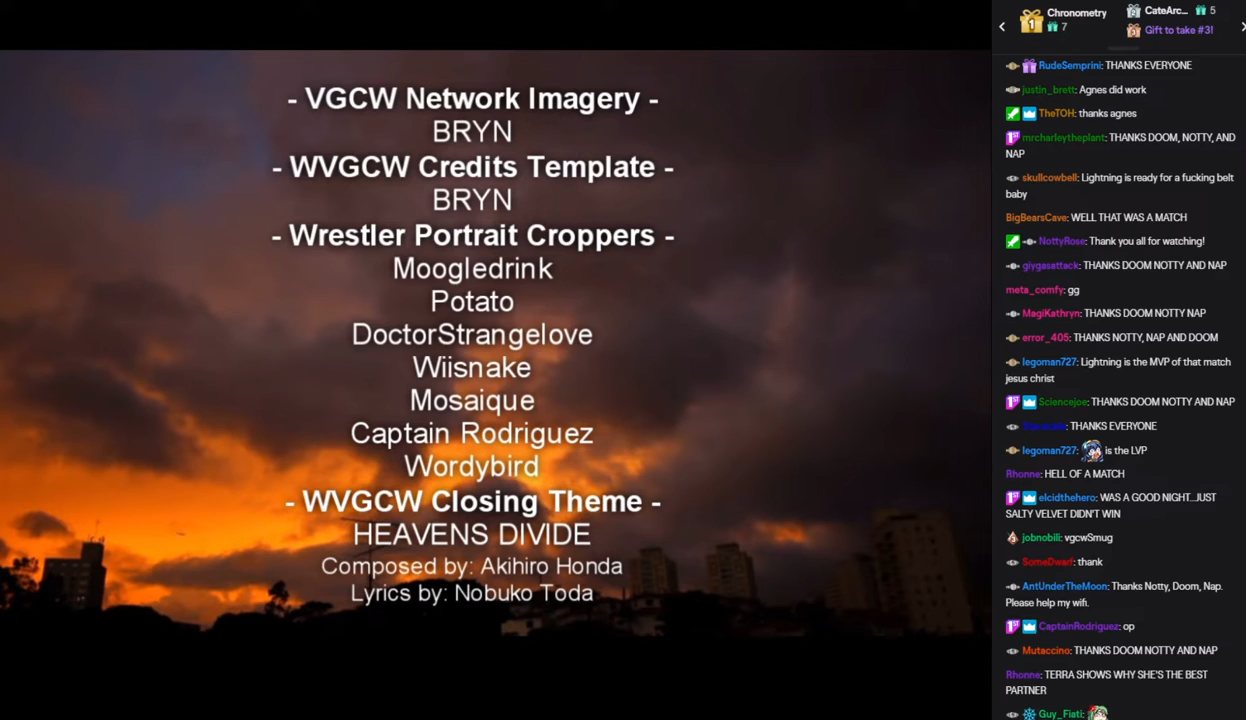 - VGCW Network Imagery -
BRYN
- WVGCW Credits Template -
BRYN
- Wrestler Portrait Croppers -
Moogledrink
Potato
DoctorStrangelove
Wiisnake
Mosaique
Captain Rodriguez
Wordybird
- WVGCW Closing Theme -
HEAVENS DIVIDE
Composed by: Akihiro Honda
Lyrics by: Nobuko Toda
1 Chronometry
7
CateArc... 5
Gift to take #3!
RudeSemprini: THANKS EVERYONE
justin_brett: Agnes did work
TheTOH: thanks agnes
1ST mrcharleytheplant: THANKS DOOM, NOTTY, AND
NAP
skullcowbell: Lightning is ready for a fucking belt
baby
BigBearsCave: WELL THAT WAS A MATCH
NottyRose: Thank you all for watching!
giygasattack: THANKS DOOM NOTTY AND NAP
meta_comfy: gg
MagiKathryn: THANKS DOOM NOTTY NAP
error_405: THANKS NOTTY, NAP AND DOOM
legoman727: Lightning is the MVP of that match
jesus christ
1ST Sciencejoe: THANKS DOOM NOTTY AND NAP
THANKS EVERYONE
legoman727: is the LVP
Rhonne: HELL OF A MATCH
1ST elcidthehero: WAS A GOOD NIGHT...JUST
SALTY VELVET DIDN'T WIN
jobnobili: vgcwSmug
SomeDwarf: thank
AntUnderTheMoon: Thanks Notty, Doom, Nap.
Please help my wifi.
1ST CaptainRodriguez: op
Mutaccino: THANKS DOOM NOTTY AND NAP
Rhonne: TERRA SHOWS WHY SHE'S THE BEST
PARTNER
Guy_Fiati: